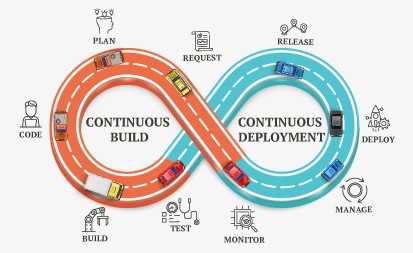 PLAN
REQUEST
RELEASE
CODE
CONTINUOUS
BUILD
CONTINUOUS
DEPLOYMENT
DEPLOY
BUILD
TEST
MONITOR
MANAGE